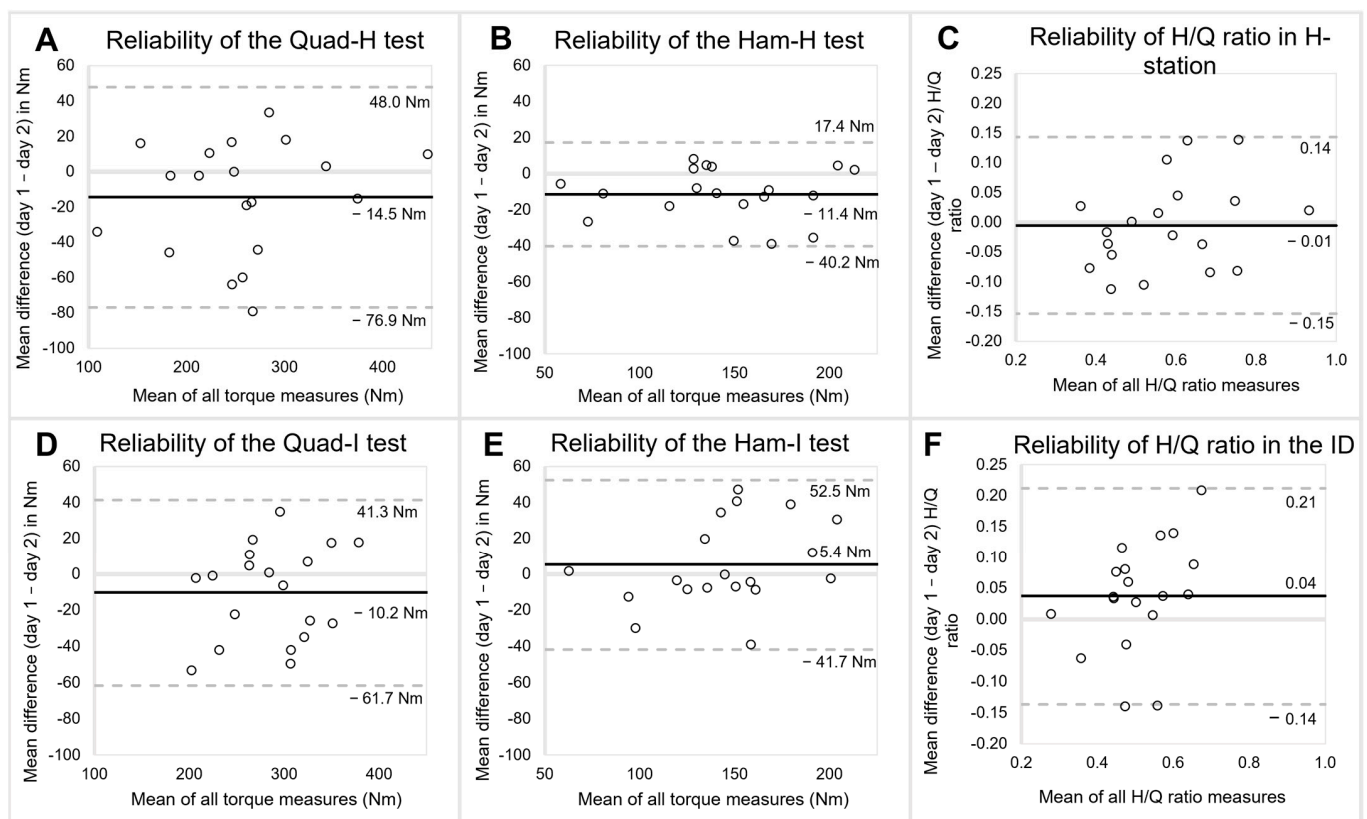 A
Reliability of the Quad-H test
Mean difference (day 1 – day 2) in Nm
60
40
20
0
-20
-40
-60
-80
-100
48.0 Nm
– 14.5 Nm
– 76.9 Nm
100
200
300
400
Mean of all torque measures (Nm)
B
Reliability of the Ham-H test
Mean difference (day 1 – day 2) in Nm
60
40
20
0
-20
-40
-60
-80
-100
17.4 Nm
– 11.4 Nm
– 40.2 Nm
50
100
150
200
Mean of all torque measures (Nm)
C
Reliability of H/Q ratio in H-
station
Mean difference (day 1 – day 2) H/Q
ratio
0.25
0.20
0.15
0.10
0.05
0.00
-0.05
-0.10
-0.15
-0.20
0.14
– 0.01
– 0.15
0.2
0.4
0.6
0.8
1.0
Mean of all H/Q ratio measures
D
Reliability of the Quad-I test
Mean difference (day 1 – day 2) in Nm
60
40
20
0
-20
-40
-60
-80
-100
41.3 Nm
– 10.2 Nm
– 61.7 Nm
100
200
300
400
Mean of all torque measures (Nm)
E
Reliability of the Ham-I test
Mean difference (day 1 – day 2) in Nm
60
40
20
0
-20
-40
-60
-80
-100
52.5 Nm
5.4 Nm
– 41.7 Nm
50
100
150
200
Mean of all torque measures (Nm)
F
Reliability of H/Q ratio in the ID
Mean difference (day 1 – day 2) H/Q
ratio
0.25
0.20
0.15
0.10
0.05
0.00
-0.05
-0.10
-0.15
-0.20
0.21
0.04
– 0.14
0.2
0.4
0.6
0.8
1.0
Mean of all H/Q ratio measures